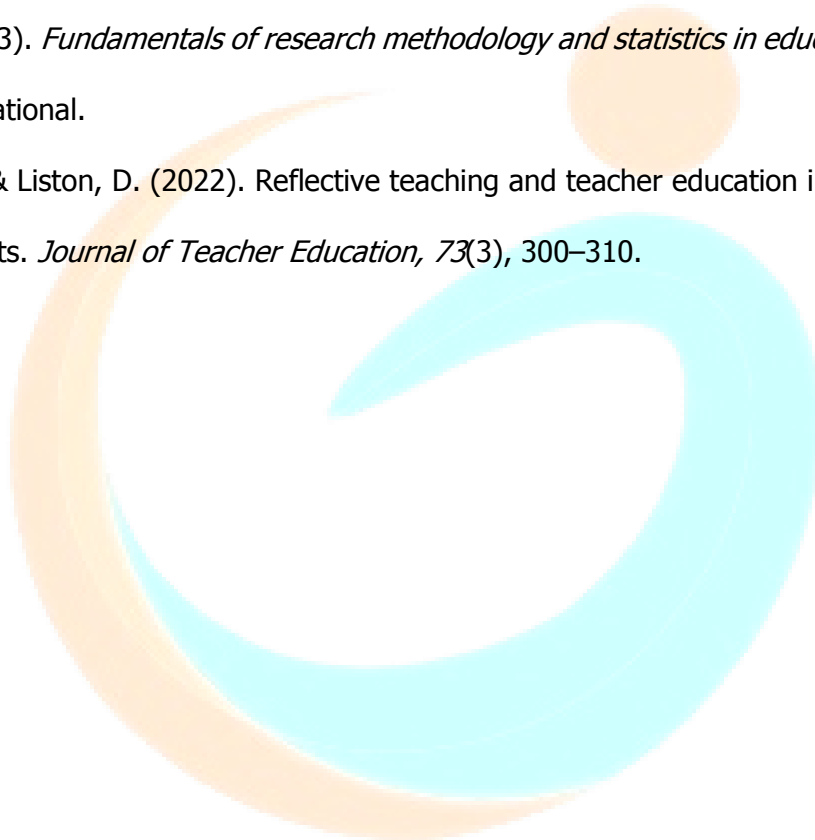 3). Fundamentals of research methodology and statistics in educ
ational.
& Liston, D. (2022). Reflective teaching and teacher education i
ts. Journal of Teacher Education, 73(3), 300–310.